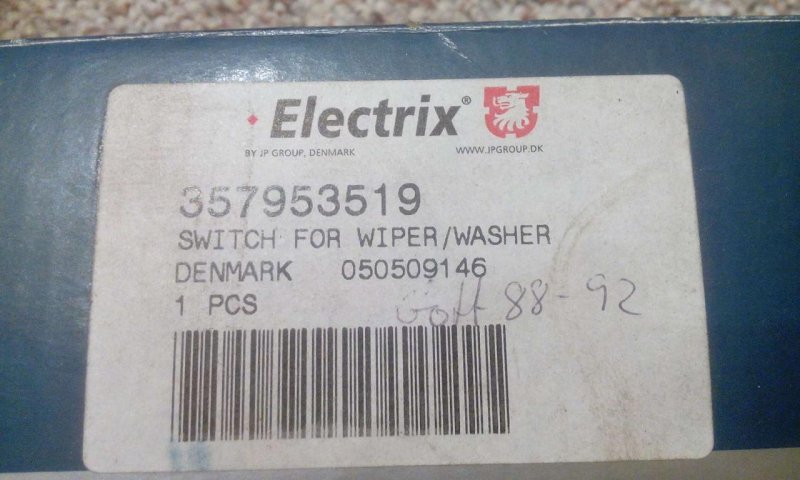 Electrix®
BY JP GROUP, DENMARK WWW.JPGROUP.DK
357953519
SWITCH FOR WIPER/WASHER
DENMARK 050509146
1 PCS
88-92